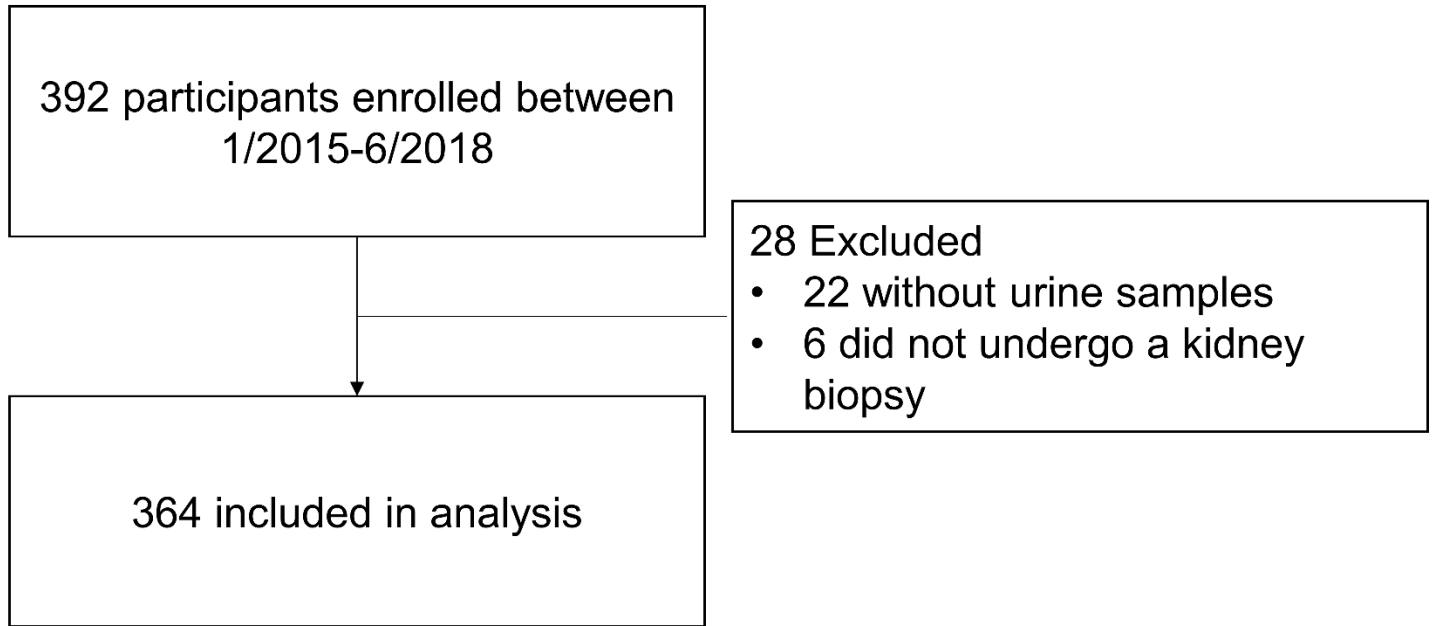 392 participants enrolled between
1/2015-6/2018
28 Excluded
• 22 without urine samples
• 6 did not undergo a kidney
biopsy
364 included in analysis